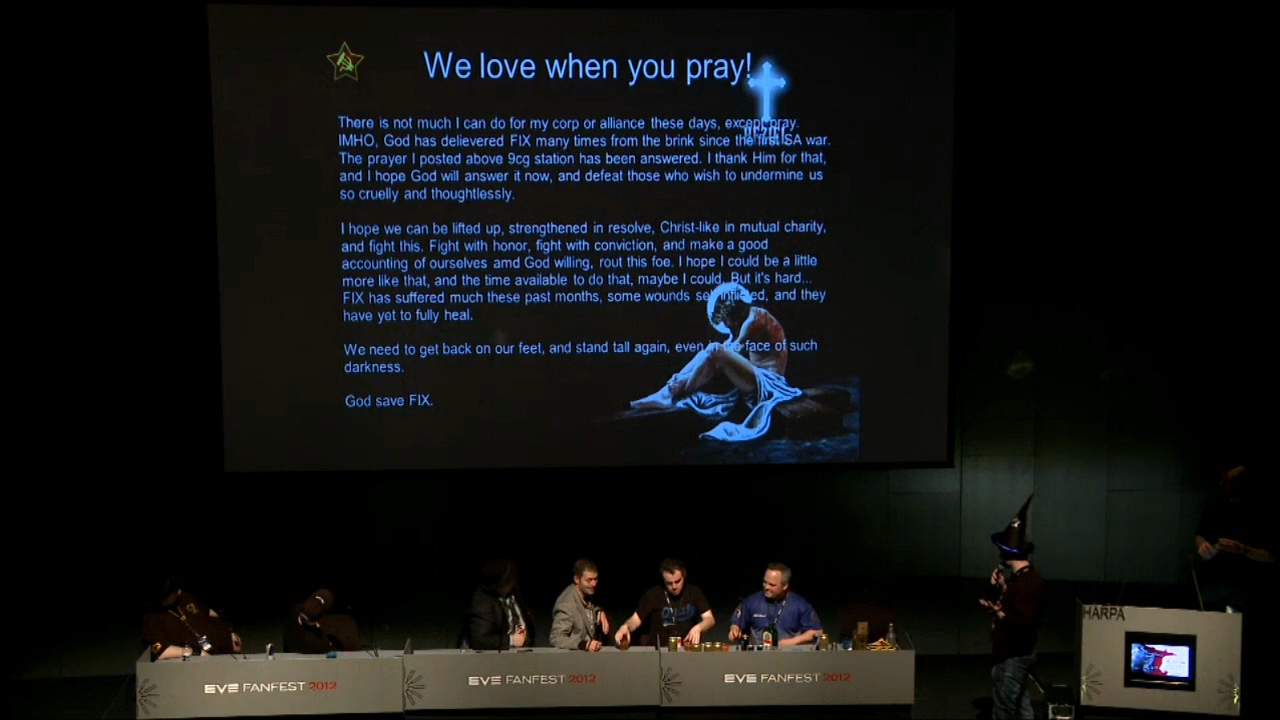 We love when you pray!
There is not much I can do for my corp or alliance these days, except pray.
IMHO, God has delievered FIX many times from the brink since the first SA war.
The prayer I posted above 9cg station has been answered. I thank Him for that,
and I hope God will answer it now, and defeat those who wish to undermine us
so cruelly and thoughtlessly.
I hope we can be lifted up, strengthened in resolve, Christ-like in mutual charity,
and fight this. Fight with honor, fight with conviction, and make a good
accounting of ourselves amd God willing, rout this foe. I hope I could be a little
more like that, and the time available to do that, maybe I could. But it's hard...
FIX has suffered much these past months, some wounds self inflicted, and they
have yet to fully heal.
We need to get back on our feet, and stand tall again, even in the face of such
darkness.
God save FIX.
HARPA
EVE FANFEST 2012
EVE FANFEST 2012
EVE FANFEST 2012